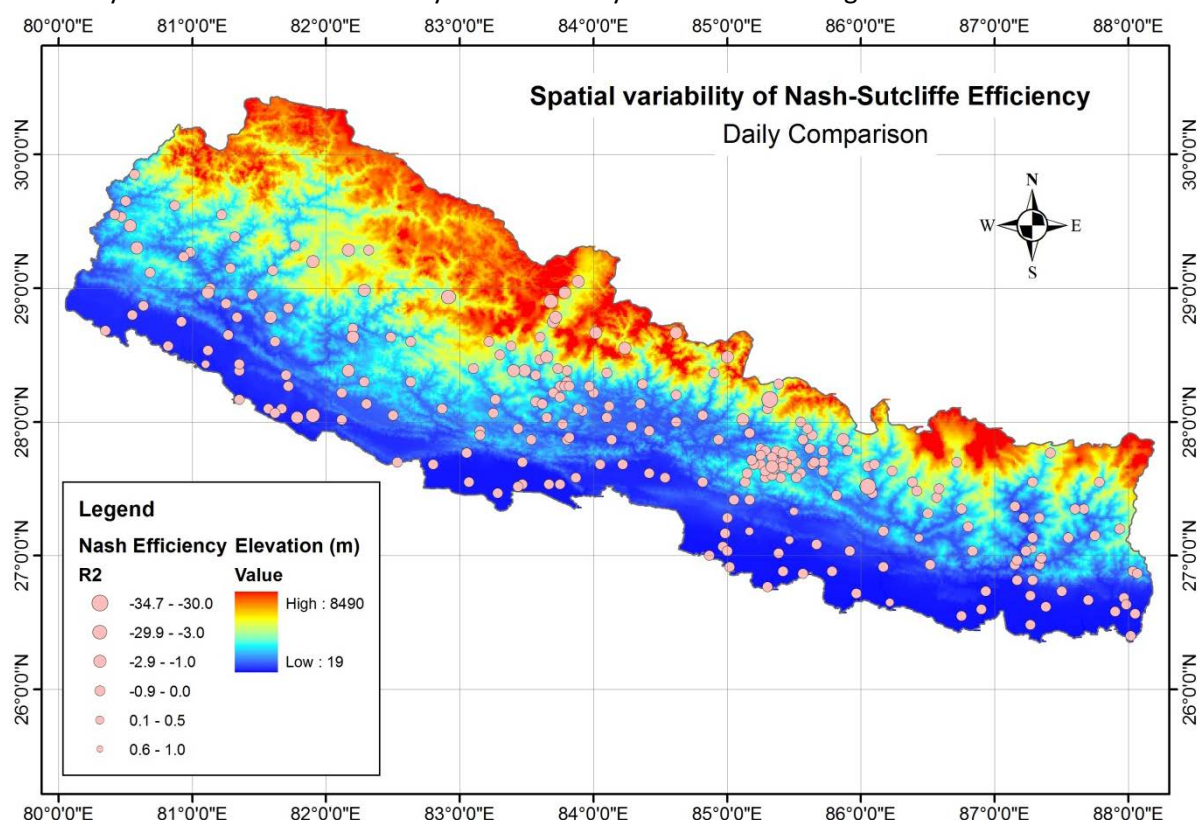 80°0'0"E 81°0'0"E 82°0'0"E 83°0'0"E 84°0'0"E 85°0'0"E 86°0'0"E 87°0'0"E 88°0'0"E
Spatial variability of Nash-Sutcliffe Efficiency
Daily Comparison
30°0'0"N 30°0'0"N
N
W E
S
29°0'0"N 29°0'0"N
28°0'0"N 28°0'0"N
27°0'0"N 27°0'0"N
26°0'0"N 26°0'0"N
Legend
Nash Efficiency Elevation (m)
R2 Value
-34.7 - -30.0 High : 8490
-29.9 - -3.0
-2.9 - -1.0 Low : 19
-0.9 - 0.0
0.1 - 0.5
0.6 - 1.0
80°0'0"E 81°0'0"E 82°0'0"E 83°0'0"E 84°0'0"E 85°0'0"E 86°0'0"E 87°0'0"E 88°0'0"E